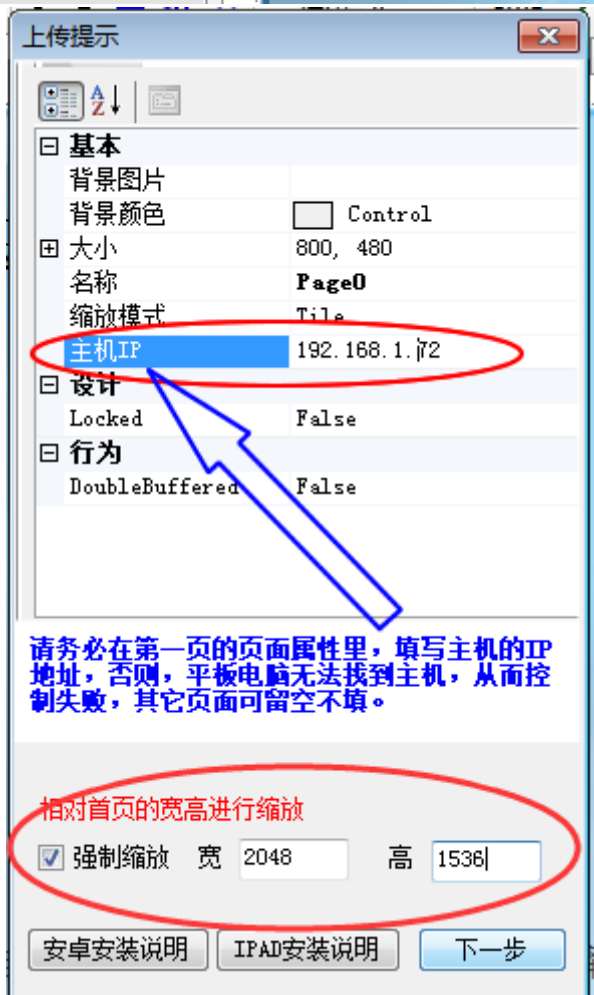 上传提示
基本
背景图片
背景颜色 Control
大小 800, 480
名称 Page0
缩放模式 Tile
主机IP 192.168.1.72
设计
Locked False
行为
DoubleBuffered False
请务必在第一页的页面属性里，填写主机的IP
地址，否则，平板电脑无法找到主机，从而控
制失败，其它页面可留空不填。
相对首页的宽高进行缩放
强制缩放 宽 2048 高 1536
安卓安装说明 IPAD安装说明 下一步